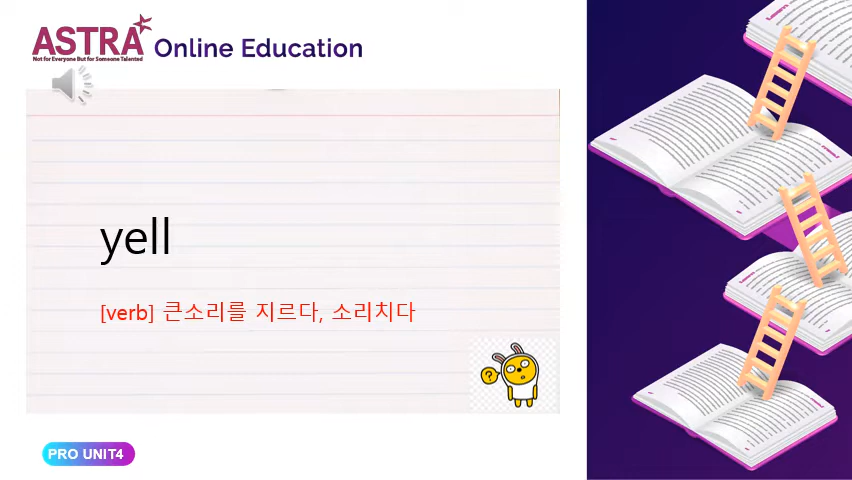 ASTRA Online Education
Not for Everyone But for Someone Talented
yell
[verb] 큰소리를 지르다, 소리치다
?
PRO UNIT4